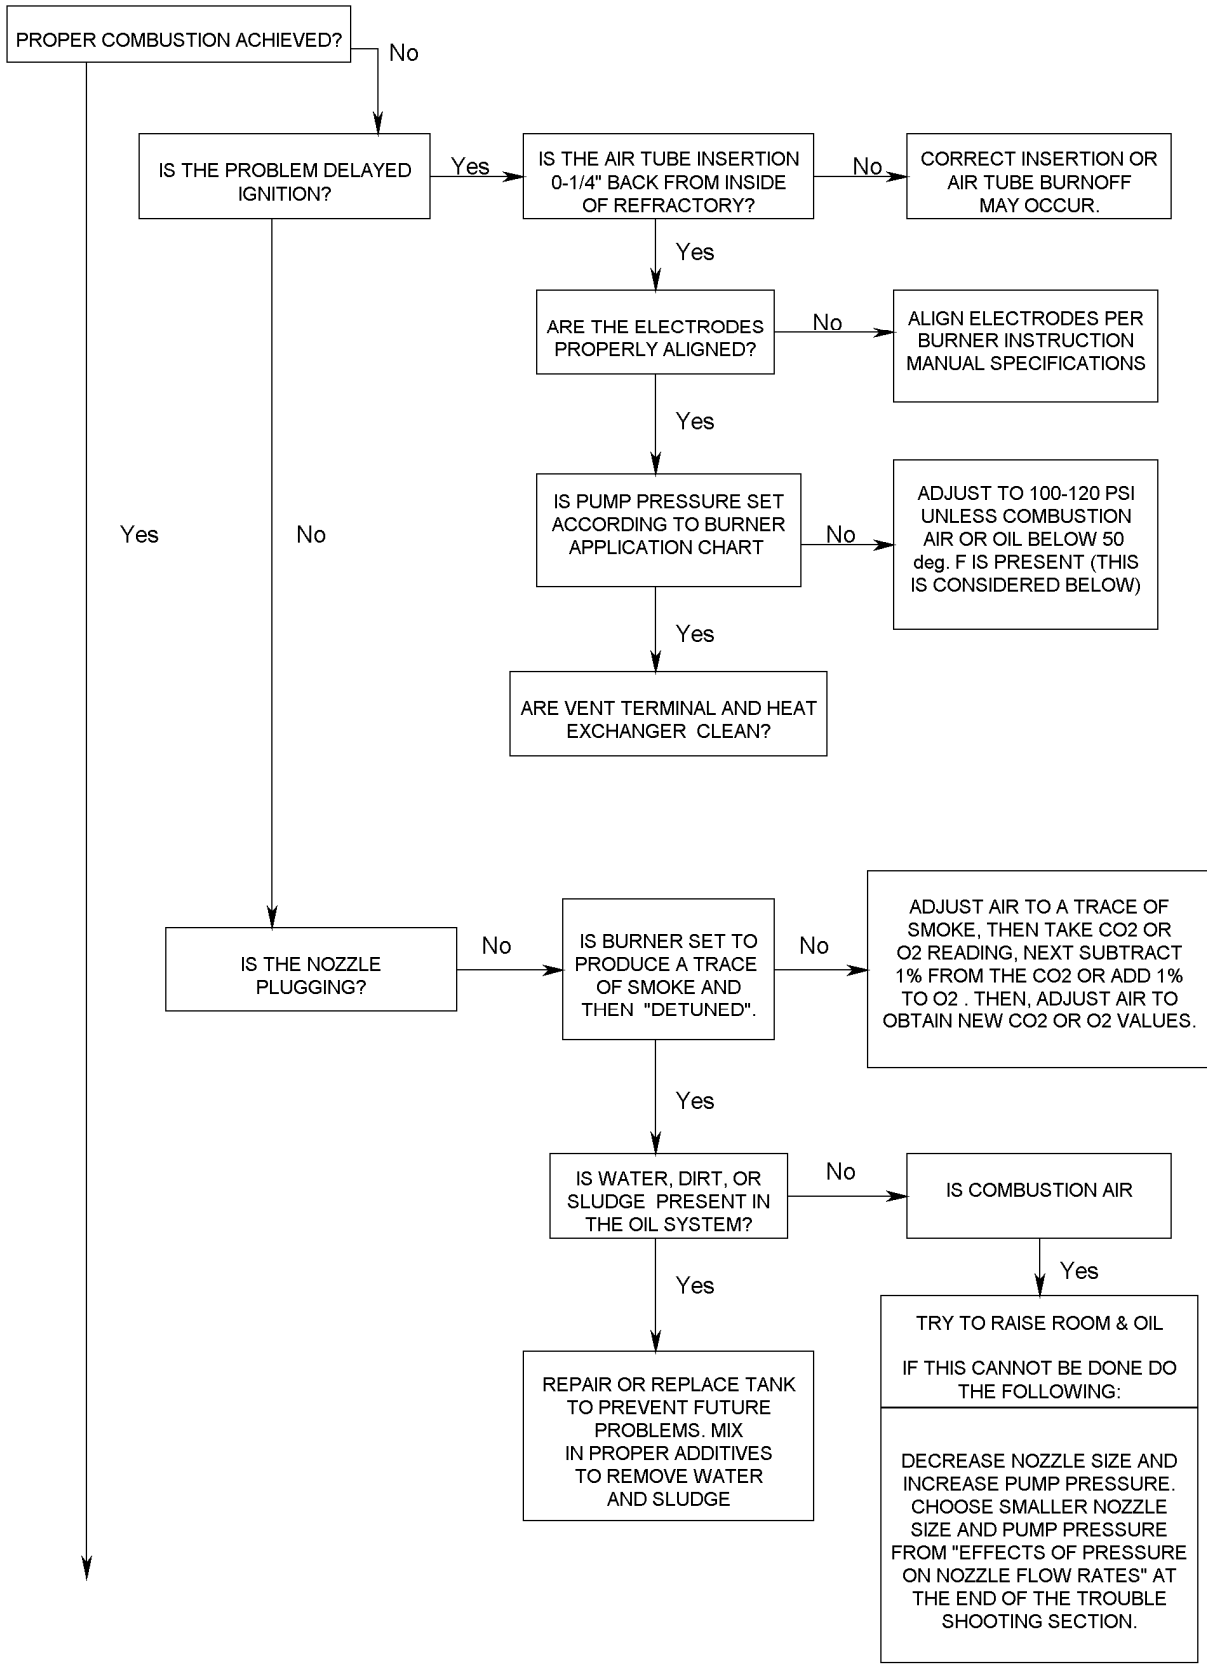 PROPER COMBUSTION ACHIEVED?
No
IS THE PROBLEM DELAYED
IGNITION?
Yes
IS THE AIR TUBE INSERTION
0-1/4" BACK FROM INSIDE
OF REFRACTORY?
No
CORRECT INSERTION OR
AIR TUBE BURNOFF
MAY OCCUR.
Yes
ARE THE ELECTRODES
PROPERLY ALIGNED?
No
ALIGN ELECTRODES PER
BURNER INSTRUCTION
MANUAL SPECIFICATIONS
Yes
IS PUMP PRESSURE SET
ACCORDING TO BURNER
APPLICATION CHART
No
ADJUST TO 100-120 PSI
UNLESS COMBUSTION
AIR OR OIL BELOW 50
deg. F IS PRESENT (THIS
IS CONSIDERED BELOW)
Yes
No
Yes
ARE VENT TERMINAL AND HEAT
EXCHANGER CLEAN?
IS THE NOZZLE
PLUGGING?
No
IS BURNER SET TO
PRODUCE A TRACE
OF SMOKE AND
THEN "DETUNED".
No
ADJUST AIR TO A TRACE OF
SMOKE, THEN TAKE CO2 OR
O2 READING, NEXT SUBTRACT
1% FROM THE CO2 OR ADD 1%
TO O2 . THEN, ADJUST AIR TO
OBTAIN NEW CO2 OR O2 VALUES.
Yes
IS WATER, DIRT, OR
SLUDGE PRESENT IN
THE OIL SYSTEM?
No
IS COMBUSTION AIR
Yes
Yes
REPAIR OR REPLACE TANK
TO PREVENT FUTURE
PROBLEMS. MIX
IN PROPER ADDITIVES
TO REMOVE WATER
AND SLUDGE
TRY TO RAISE ROOM & OIL
IF THIS CANNOT BE DONE DO
THE FOLLOWING:
DECREASE NOZZLE SIZE AND
INCREASE PUMP PRESSURE.
CHOOSE SMALLER NOZZLE
SIZE AND PUMP PRESSURE
FROM "EFFECTS OF PRESSURE
ON NOZZLE FLOW RATES" AT
THE END OF THE TROUBLE
SHOOTING SECTION.